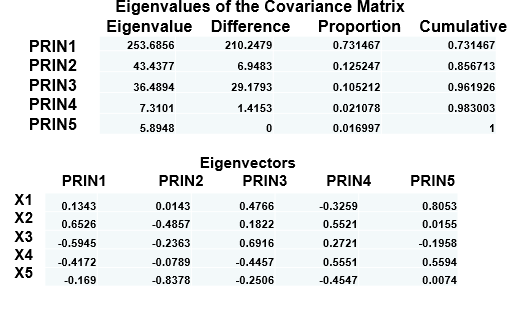 Eigenvalues of the Covariance Matrix
Eigenvalue Difference Proportion Cumulative
PRIN1 253.6856 210.2479 0.731467 0.731467
PRIN2 43.4377 6.9483 0.125247 0.856713
PRIN3 36.4894 29.1793 0.105212 0.961926
PRIN4 7.3101 1.4153 0.021078 0.983003
PRIN5 5.8948 0 0.016997 1
Eigenvectors
PRIN1 PRIN2 PRIN3 PRIN4 PRIN5
X1 0.1343 0.0143 0.4766 -0.3259 0.8053
X2 0.6526 -0.4857 0.1822 0.5521 0.0155
X3 -0.5945 -0.2363 0.6916 0.2721 -0.1958
X4 -0.4172 -0.0789 -0.4457 0.5551 0.5594
X5 -0.169 -0.8378 -0.2506 -0.4547 0.0074